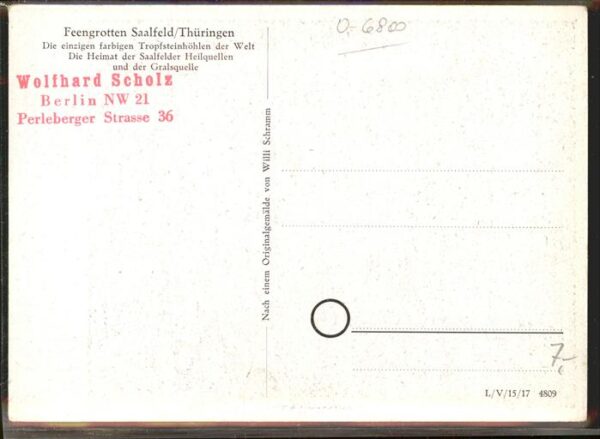 Feengrotten Saalfeld/Thüringen
Die einzigen farbigen Tropfsteinhöhlen der Welt
Die Heimat der Saalfelder Heilquellen
und der Gralsquelle
Wolfhard Scholz
Berlin NW 21
Perleberger Strasse 36
Nach einem Originalgemälde von Willi Schramm
O-6800
7,-
L/V/15/17 4809